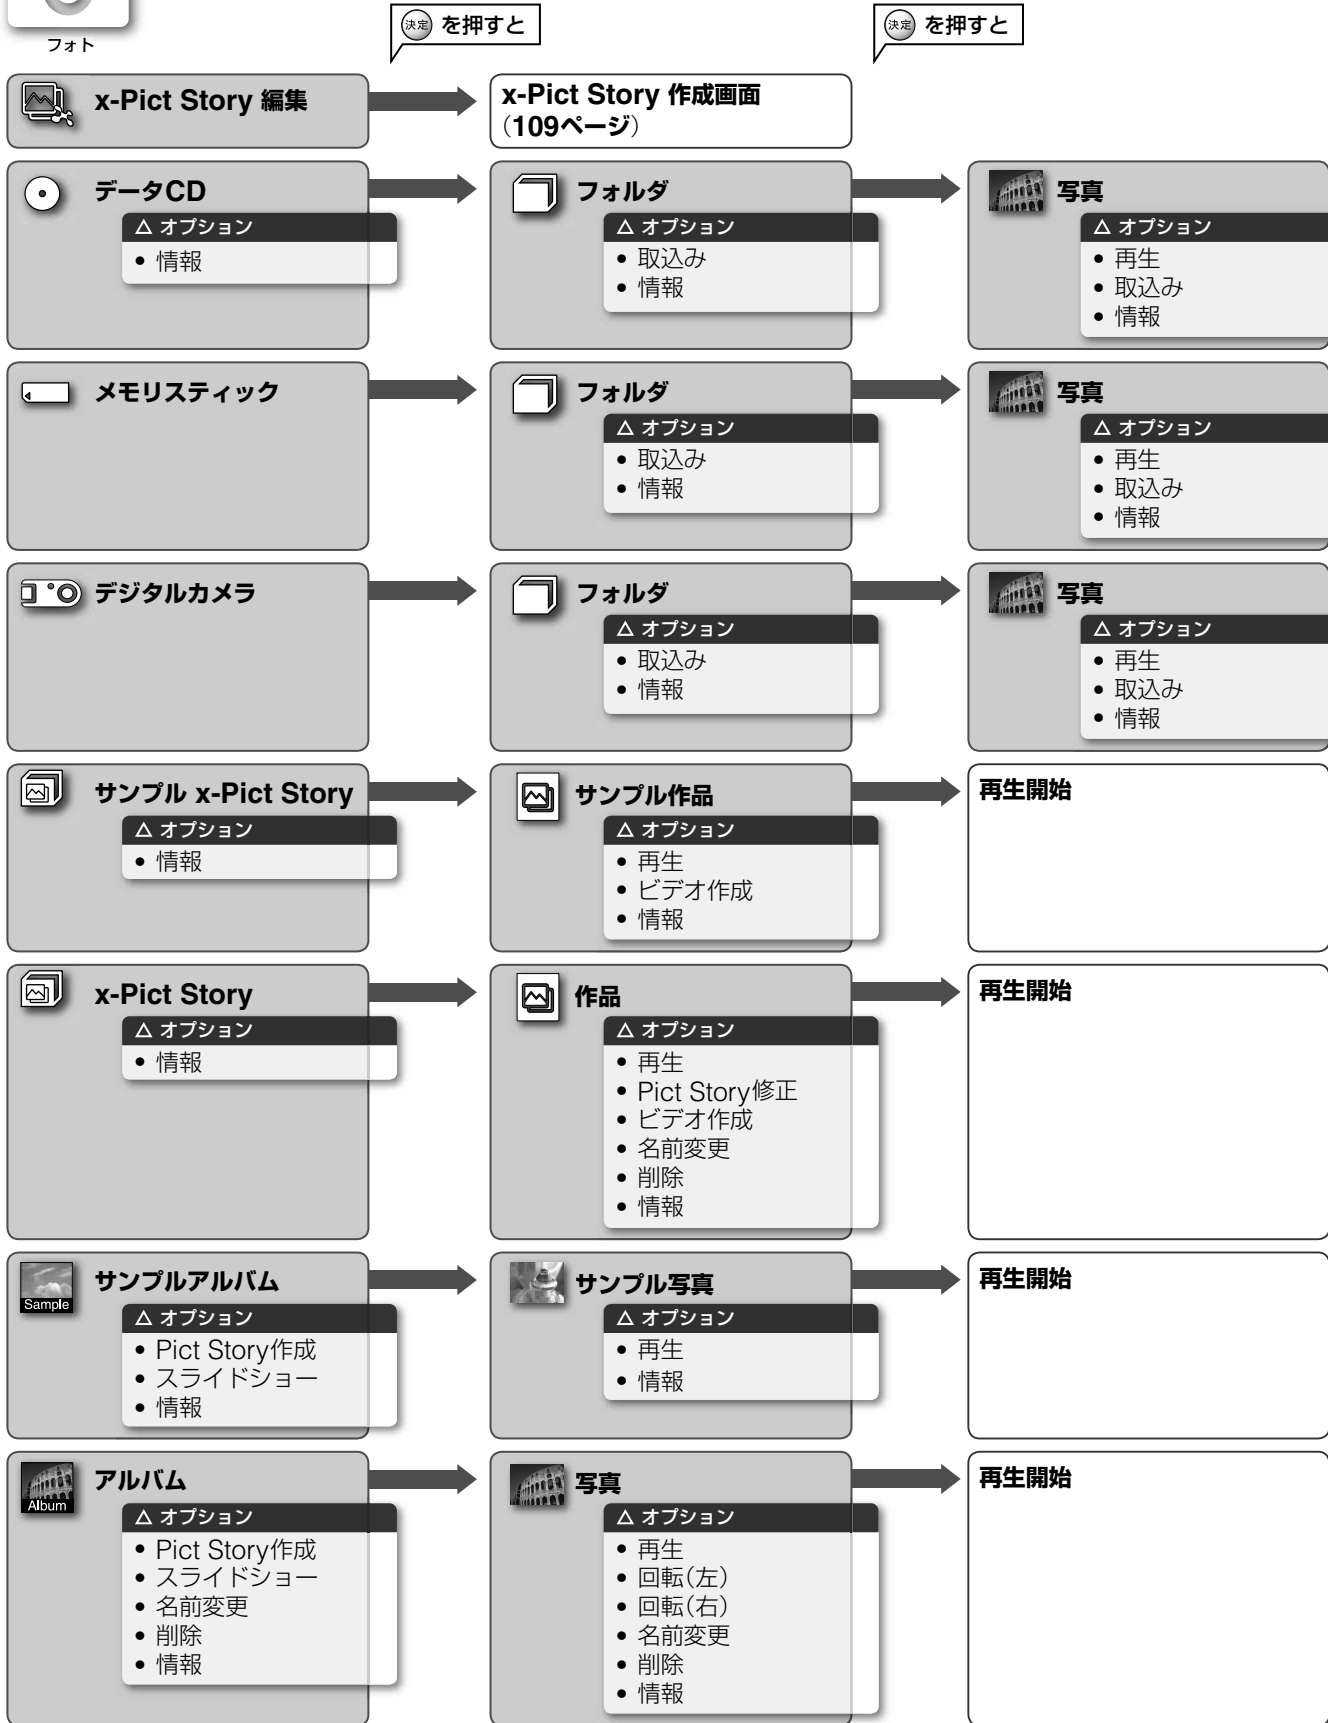 フォト
決定 を押すと
決定 を押すと
x-Pict Story 編集
x-Pict Story 作成画面
（109ページ）
データCD
△ オプション
• 情報
フォルダ
△ オプション
• 取込み
• 情報
写真
△ オプション
• 再生
• 取込み
• 情報
メモリスティック
フォルダ
△ オプション
• 取込み
• 情報
写真
△ オプション
• 再生
• 取込み
• 情報
デジタルカメラ
フォルダ
△ オプション
• 取込み
• 情報
写真
△ オプション
• 再生
• 取込み
• 情報
サンプル x-Pict Story
△ オプション
• 情報
サンプル作品
△ オプション
• 再生
• ビデオ作成
• 情報
再生開始
x-Pict Story
△ オプション
• 情報
作品
△ オプション
• 再生
• Pict Story修正
• ビデオ作成
• 名前変更
• 削除
• 情報
再生開始
Sample
サンプルアルバム
△ オプション
• Pict Story作成
• スライドショー
• 情報
サンプル写真
△ オプション
• 再生
• 情報
再生開始
Album
アルバム
△ オプション
• Pict Story作成
• スライドショー
• 名前変更
• 削除
• 情報
写真
△ オプション
• 再生
• 回転（左）
• 回転（右）
• 名前変更
• 削除
• 情報
再生開始